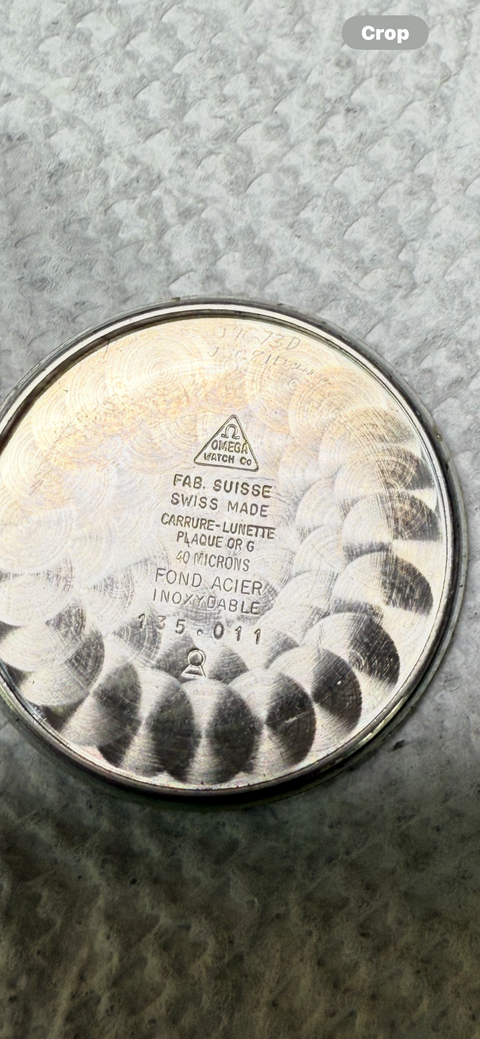 Crop
Ω
OMEGA
WATCH Co
FAB. SUISSE
SWISS MADE
CARRURE-LUNETTE
PLAQUE OR G
40 MICRONS
FOND ACIER
INOXYDABLE
135.011